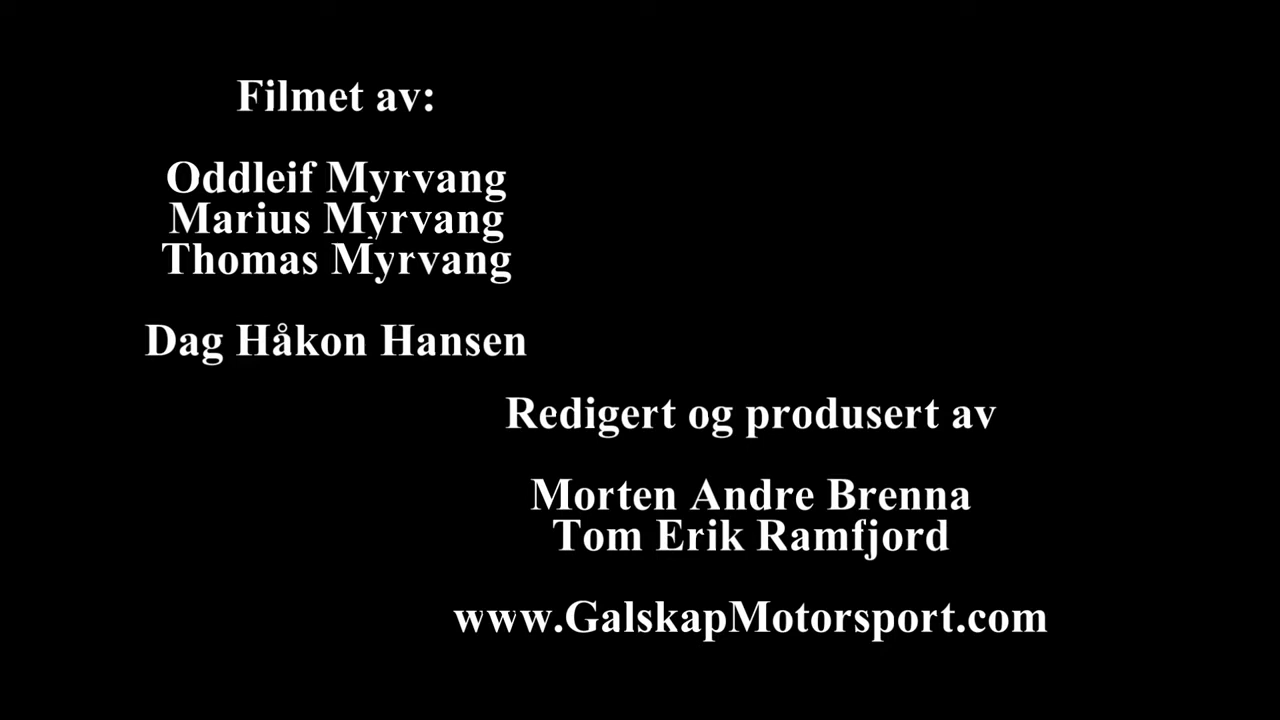 Filmet av:
Oddleif Myrvang
Marius Myrvang
Thomas Myrvang
Dag Håkon Hansen
Redigert og produsert av
Morten Andre Brenna
Tom Erik Ramfjord
www.GalskapMotorsport.com